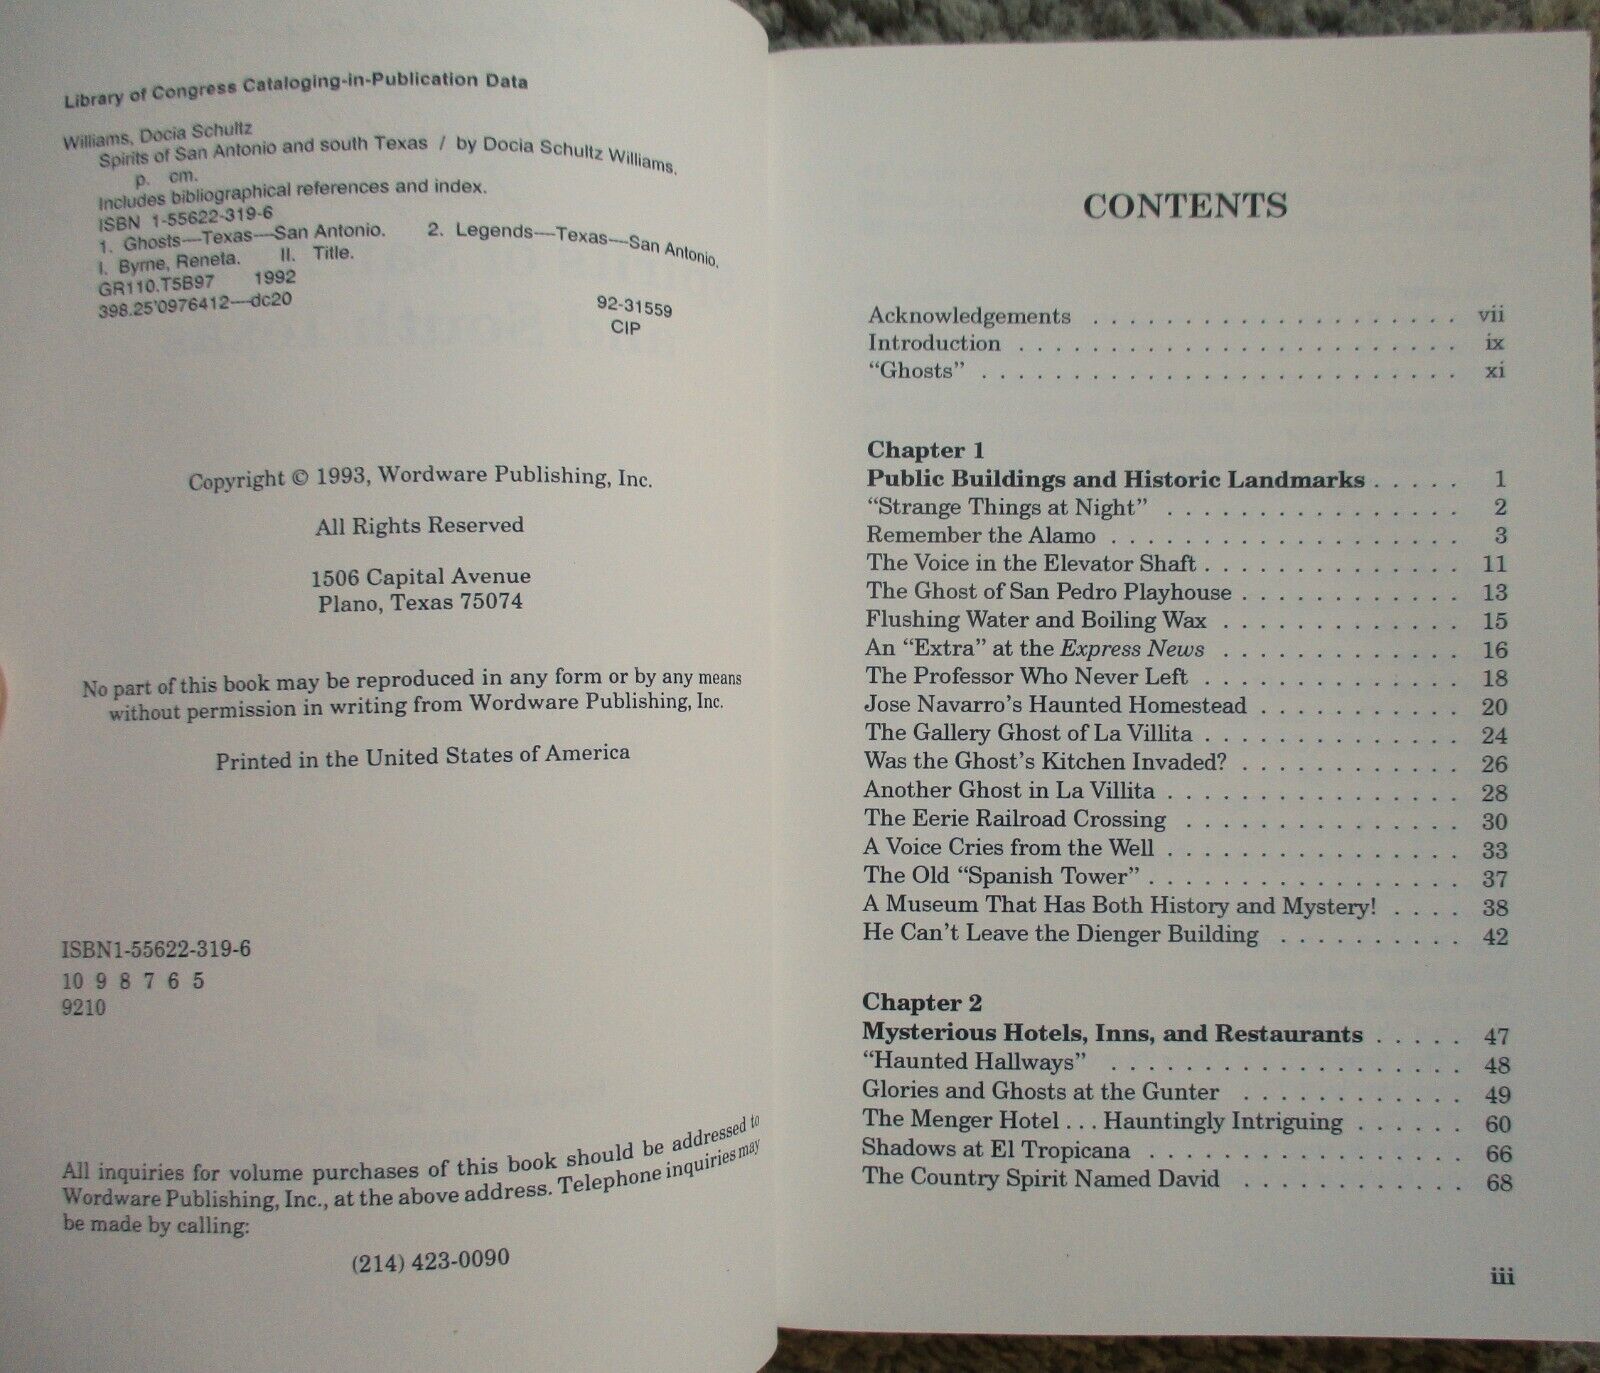 Library of Congress Cataloging-in-Publication Data
Williams, Docia Schultz
Spirits of San Antonio and south Texas / by Docia Schultz Williams.
p. cm.
Includes bibliographical references and index.
ISBN 1-55622-319-6
1. Ghosts—Texas—San Antonio. 2. Legends—Texas—San Antonio.
I. Byrne, Reneta. II. Title.
GR110.T5B97 1992
398.25'0976412—dc20 92-31559
CIP
Copyright © 1993, Wordware Publishing, Inc.
All Rights Reserved
1506 Capital Avenue
Plano, Texas 75074
No part of this book may be reproduced in any form or by any means
without permission in writing from Wordware Publishing, Inc.
Printed in the United States of America
ISBN1-55622-319-6
10 9 8 7 6 5
9210
All inquiries for volume purchases of this book should be addressed to
Wordware Publishing, Inc., at the above address. Telephone inquiries may
be made by calling:
(214) 423-0090
CONTENTS
Acknowledgements . . . . . . . . . . . . . . . . . . . . vii
Introduction . . . . . . . . . . . . . . . . . . . . . . . . ix
“Ghosts” . . . . . . . . . . . . . . . . . . . . . . . . . . xi
Chapter 1
Public Buildings and Historic Landmarks . . . . . 1
“Strange Things at Night” . . . . . . . . . . . . . . . . 2
Remember the Alamo . . . . . . . . . . . . . . . . . . . 3
The Voice in the Elevator Shaft . . . . . . . . . . . . . . 11
The Ghost of San Pedro Playhouse . . . . . . . . . . . . 13
Flushing Water and Boiling Wax . . . . . . . . . . . . . 15
An “Extra” at the Express News . . . . . . . . . . . . . 16
The Professor Who Never Left . . . . . . . . . . . . . . 18
Jose Navarro’s Haunted Homestead . . . . . . . . . . . 20
The Gallery Ghost of La Villita . . . . . . . . . . . . . . 24
Was the Ghost’s Kitchen Invaded? . . . . . . . . . . . . 26
Another Ghost in La Villita . . . . . . . . . . . . . . . . 28
The Eerie Railroad Crossing . . . . . . . . . . . . . . . 30
A Voice Cries from the Well . . . . . . . . . . . . . . . . 33
The Old “Spanish Tower” . . . . . . . . . . . . . . . . . 37
A Museum That Has Both History and Mystery! . . . . 38
He Can’t Leave the Dienger Building . . . . . . . . . . 42
Chapter 2
Mysterious Hotels, Inns, and Restaurants . . . . . 47
“Haunted Hallways” . . . . . . . . . . . . . . . . . . . 48
Glories and Ghosts at the Gunter . . . . . . . . . . . . 49
The Menger Hotel . . . Hauntingly Intriguing . . . . . . 60
Shadows at El Tropicana . . . . . . . . . . . . . . . . . 66
The Country Spirit Named David . . . . . . . . . . . . 68
iii